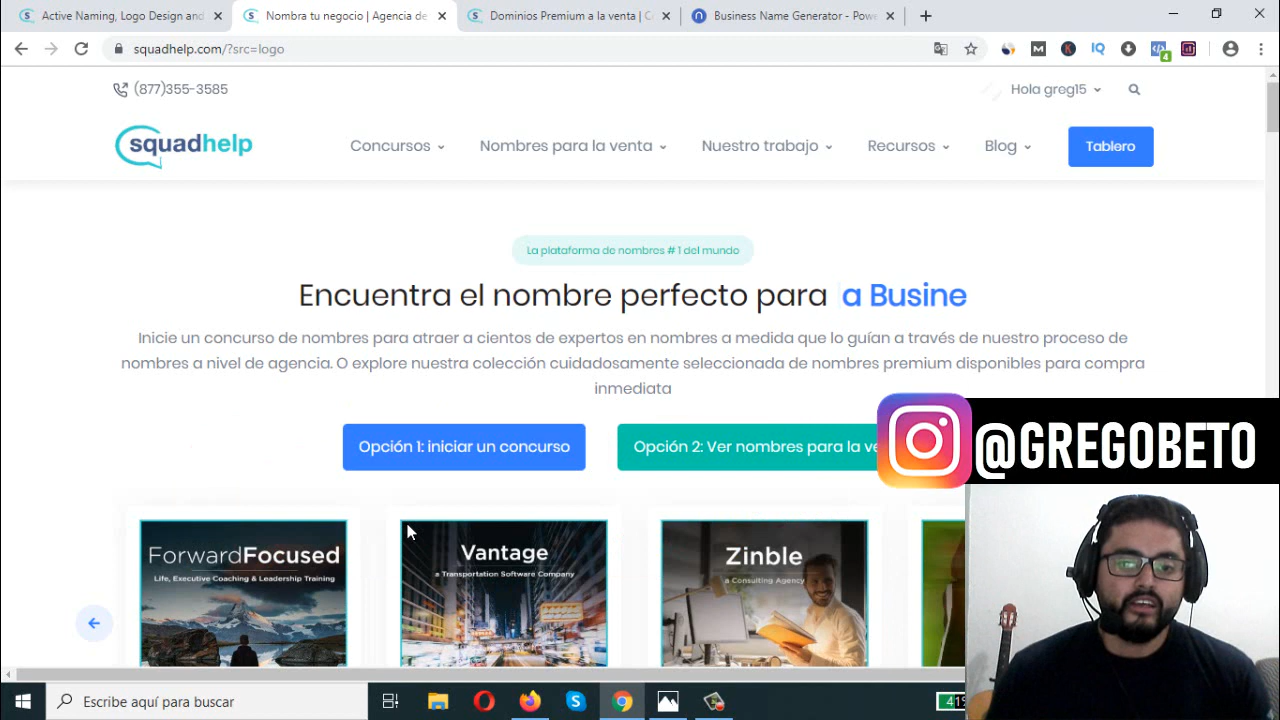 Active Naming, Logo Design and
Nombra tu negocio | Agencia de
Dominios Premium a la venta | C
Business Name Generator - Powe
squadhelp.com/?src=logo
M
K
IQ
4
(877)355-3585
Hola greg15
squadhelp
Concursos
Nombres para la venta
Nuestro trabajo
Recursos
Blog
Tablero
La plataforma de nombres # 1 del mundo
Encuentra el nombre perfecto para a Busine
Inicie un concurso de nombres para atraer a cientos de expertos en nombres a medida que lo guían a través de nuestro proceso de
nombres a nivel de agencia. O explore nuestra colección cuidadosamente seleccionada de nombres premium disponibles para compra
inmediata
Opción 1: iniciar un concurso
Opción 2: Ver nombres para la ve
@GREGOBETO
ForwardFocused
Life, Executive Coaching & Leadership Training
Vantage
a Transportation Software Company
Zinble
a Consulting Agency
Escribe aquí para buscar
41%